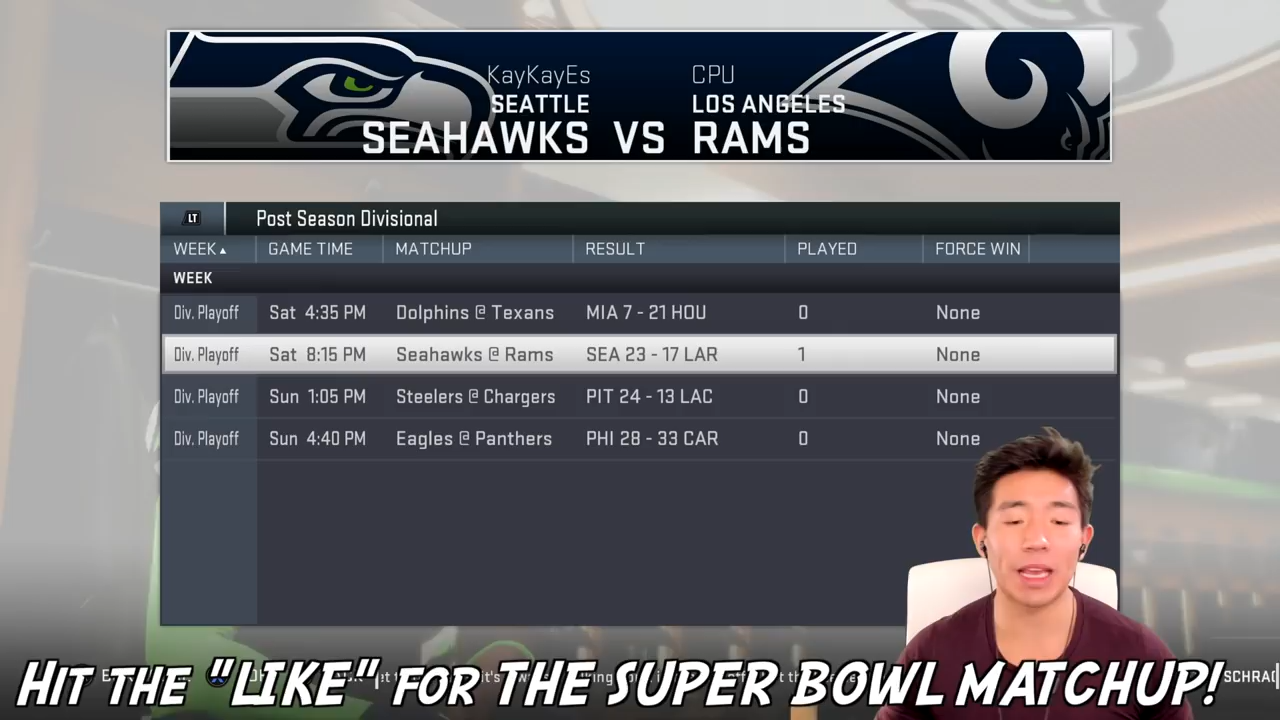 KayKayEs CPU
SEATTLE LOS ANGELES
SEAHAWKS VS RAMS
LT Post Season Divisional
WEEK GAME TIME MATCHUP RESULT PLAYED FORCE WIN
WEEK
Div. Playoff Sat 4:35 PM Dolphins @ Texans MIA 7 - 21 HOU 0 None
Div. Playoff Sat 8:15 PM Seahawks @ Rams SEA 23 - 17 LAR 1 None
Div. Playoff Sun 1:05 PM Steelers @ Chargers PIT 24 - 13 LAC 0 None
Div. Playoff Sun 4:40 PM Eagles @ Panthers PHI 28 - 33 CAR 0 None
HIT THE "LIKE" FOR THE SUPER BOWL MATCHUP!